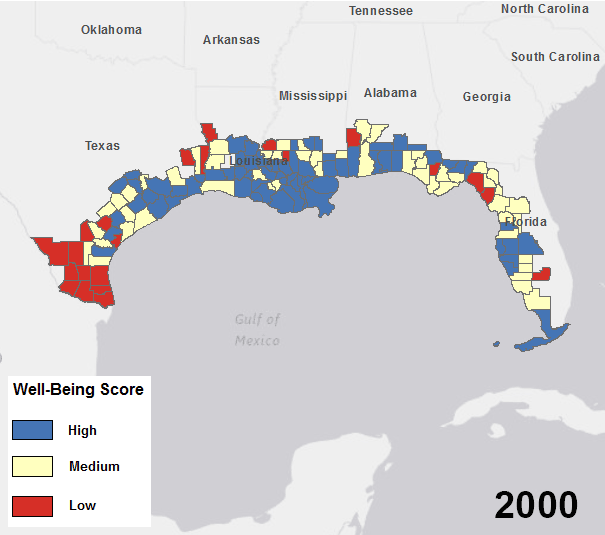 North Carolina
Tennessee
Oklahoma
Arkansas
South Carolina
Mississippi
Alabama
Georgia
Texas
Louisiana
Florida
Gulf of
Mexico
Well-Being Score
High
Medium
Low
2000